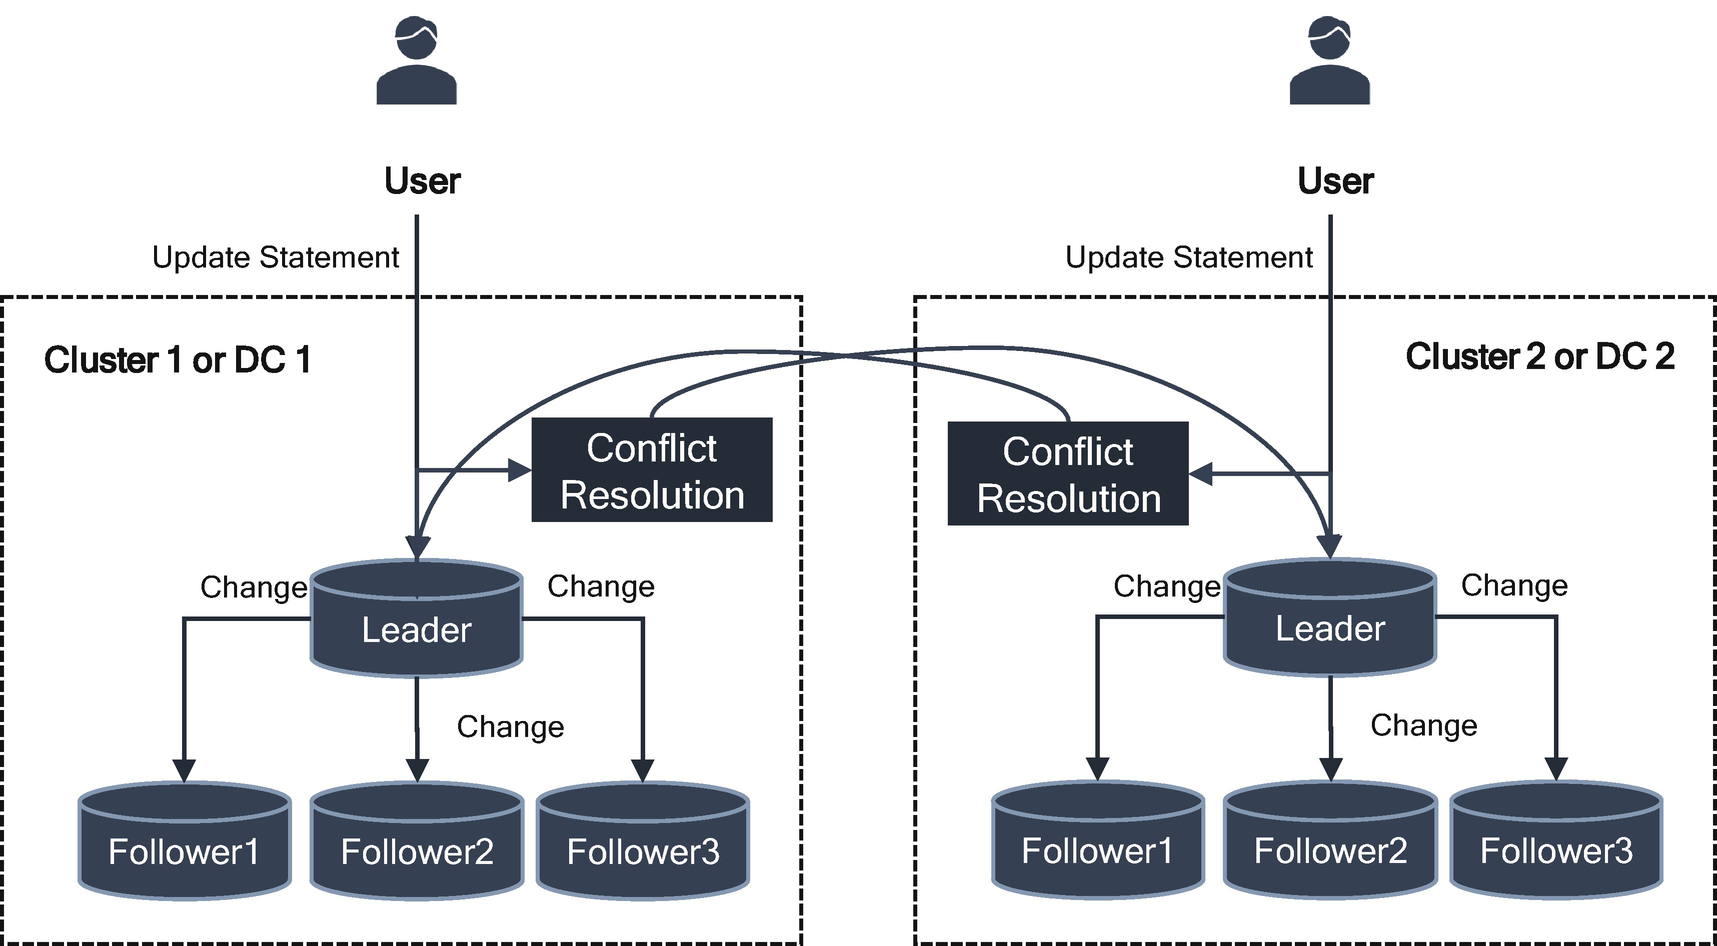 User
User
Update Statement
Update Statement
Cluster 1 or DC 1
Cluster 2 or DC 2
Conflict
Resolution
Conflict
Resolution
Change
Change
Change
Change
Leader
Leader
Change
Change
Follower1
Follower2
Follower3
Follower1
Follower2
Follower3